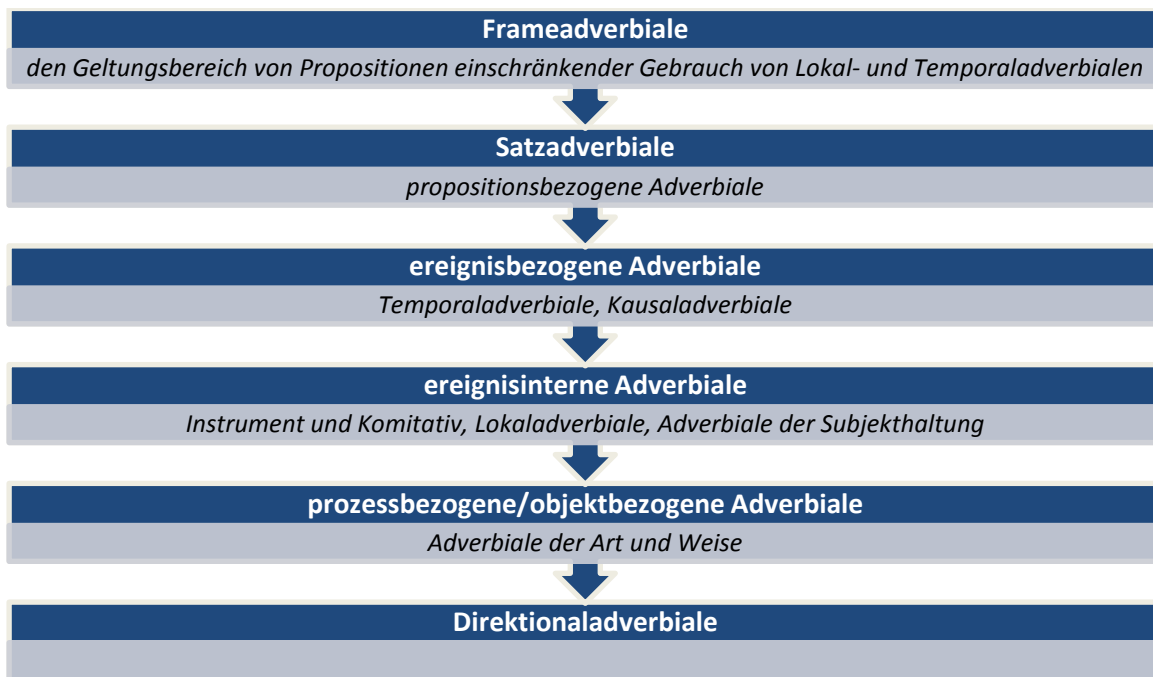 Frameadverbiale
den Geltungsbereich von Propositionen einschränkender Gebrauch von Lokal- und Temporaladverbialen
Satzadverbiale
propositionsbezogene Adverbiale
ereignisbezogene Adverbiale
Temporaladverbiale, Kausaladverbiale
ereignisinterne Adverbiale
Instrument und Komitativ, Lokaladverbiale, Adverbiale der Subjekthaltung
prozessbezogene/objektbezogene Adverbiale
Adverbiale der Art und Weise
Direktionaladverbiale